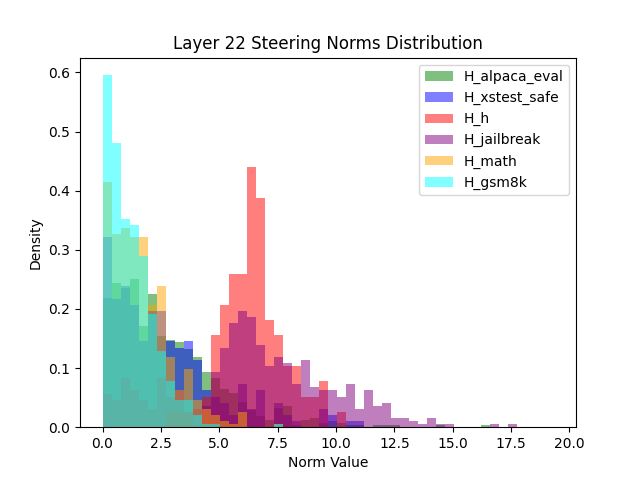 Layer 22 Steering Norms Distribution
H_alpaca_eval
H_xstest_safe
H_h
H_jailbreak
H_math
H_gsm8k
Density
0.6
0.5
0.4
0.3
0.2
0.1
0.0
0.0 2.5 5.0 7.5 10.0 12.5 15.0 17.5 20.0
Norm Value